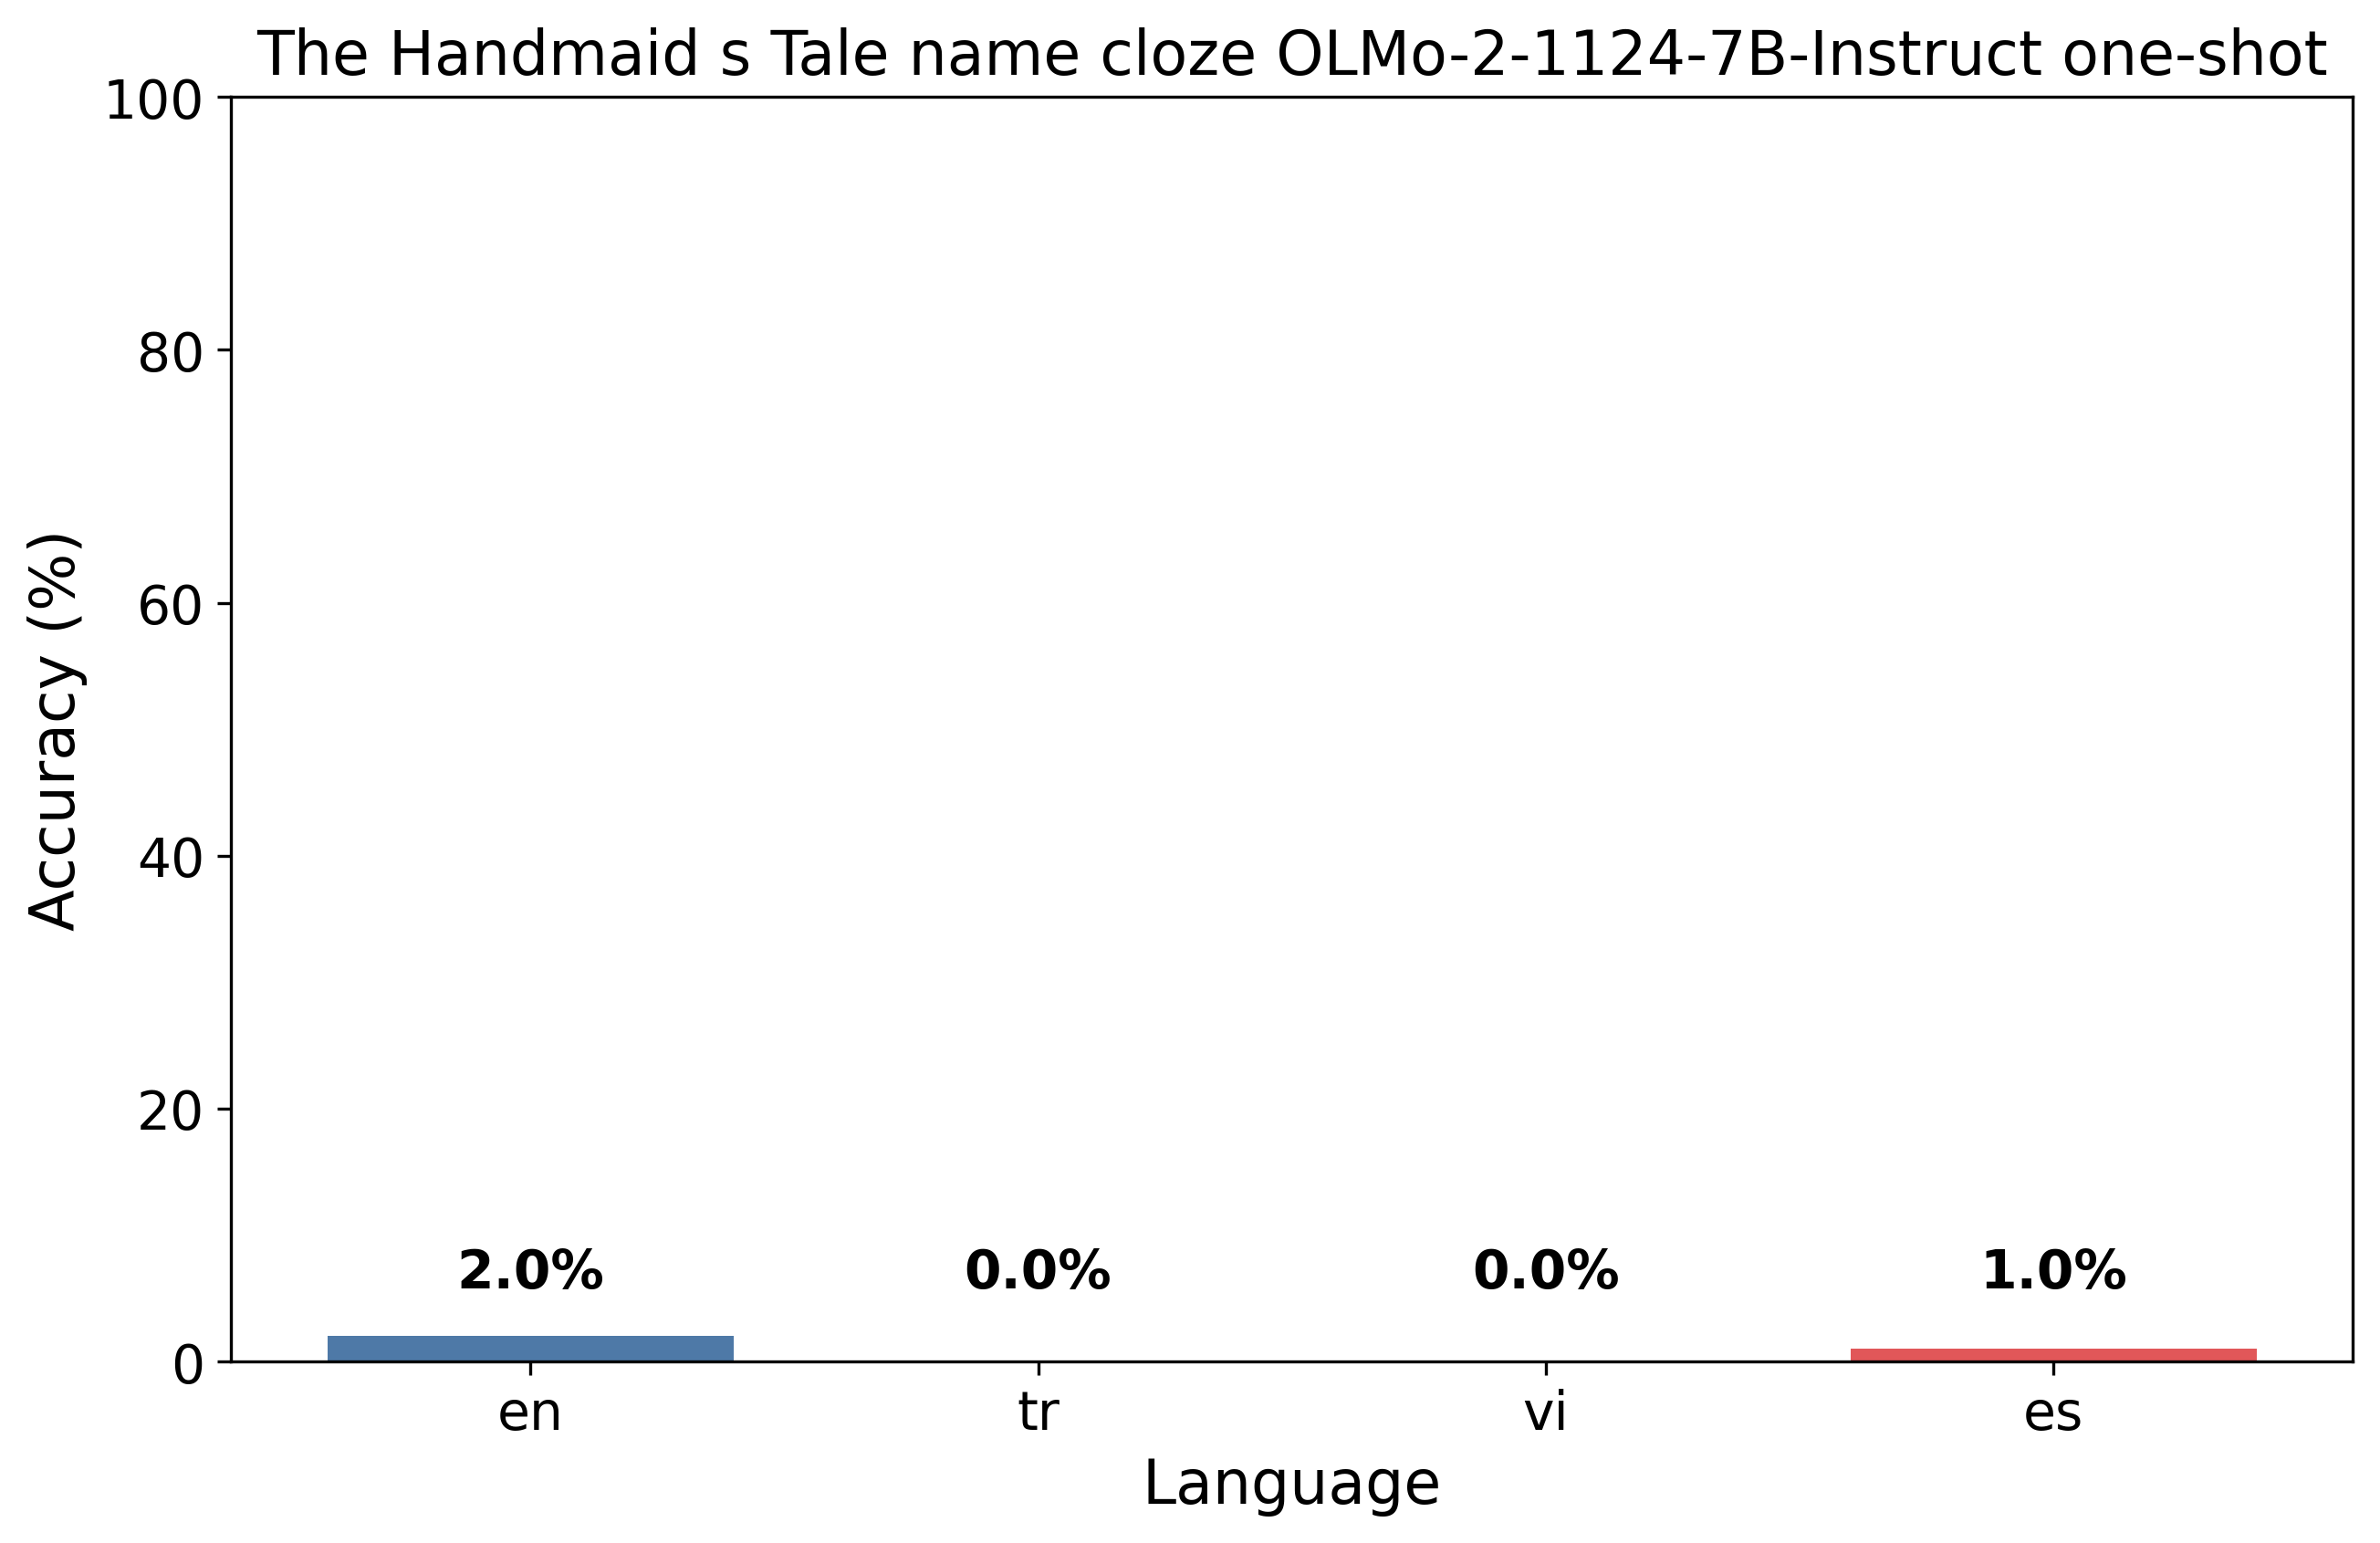 The Handmaid s Tale name cloze OLMo-2-1124-7B-Instruct one-shot
100
80
60
40
20
0
Accuracy (%)
2.0%
0.0%
0.0%
1.0%
en
tr
vi
es
Language